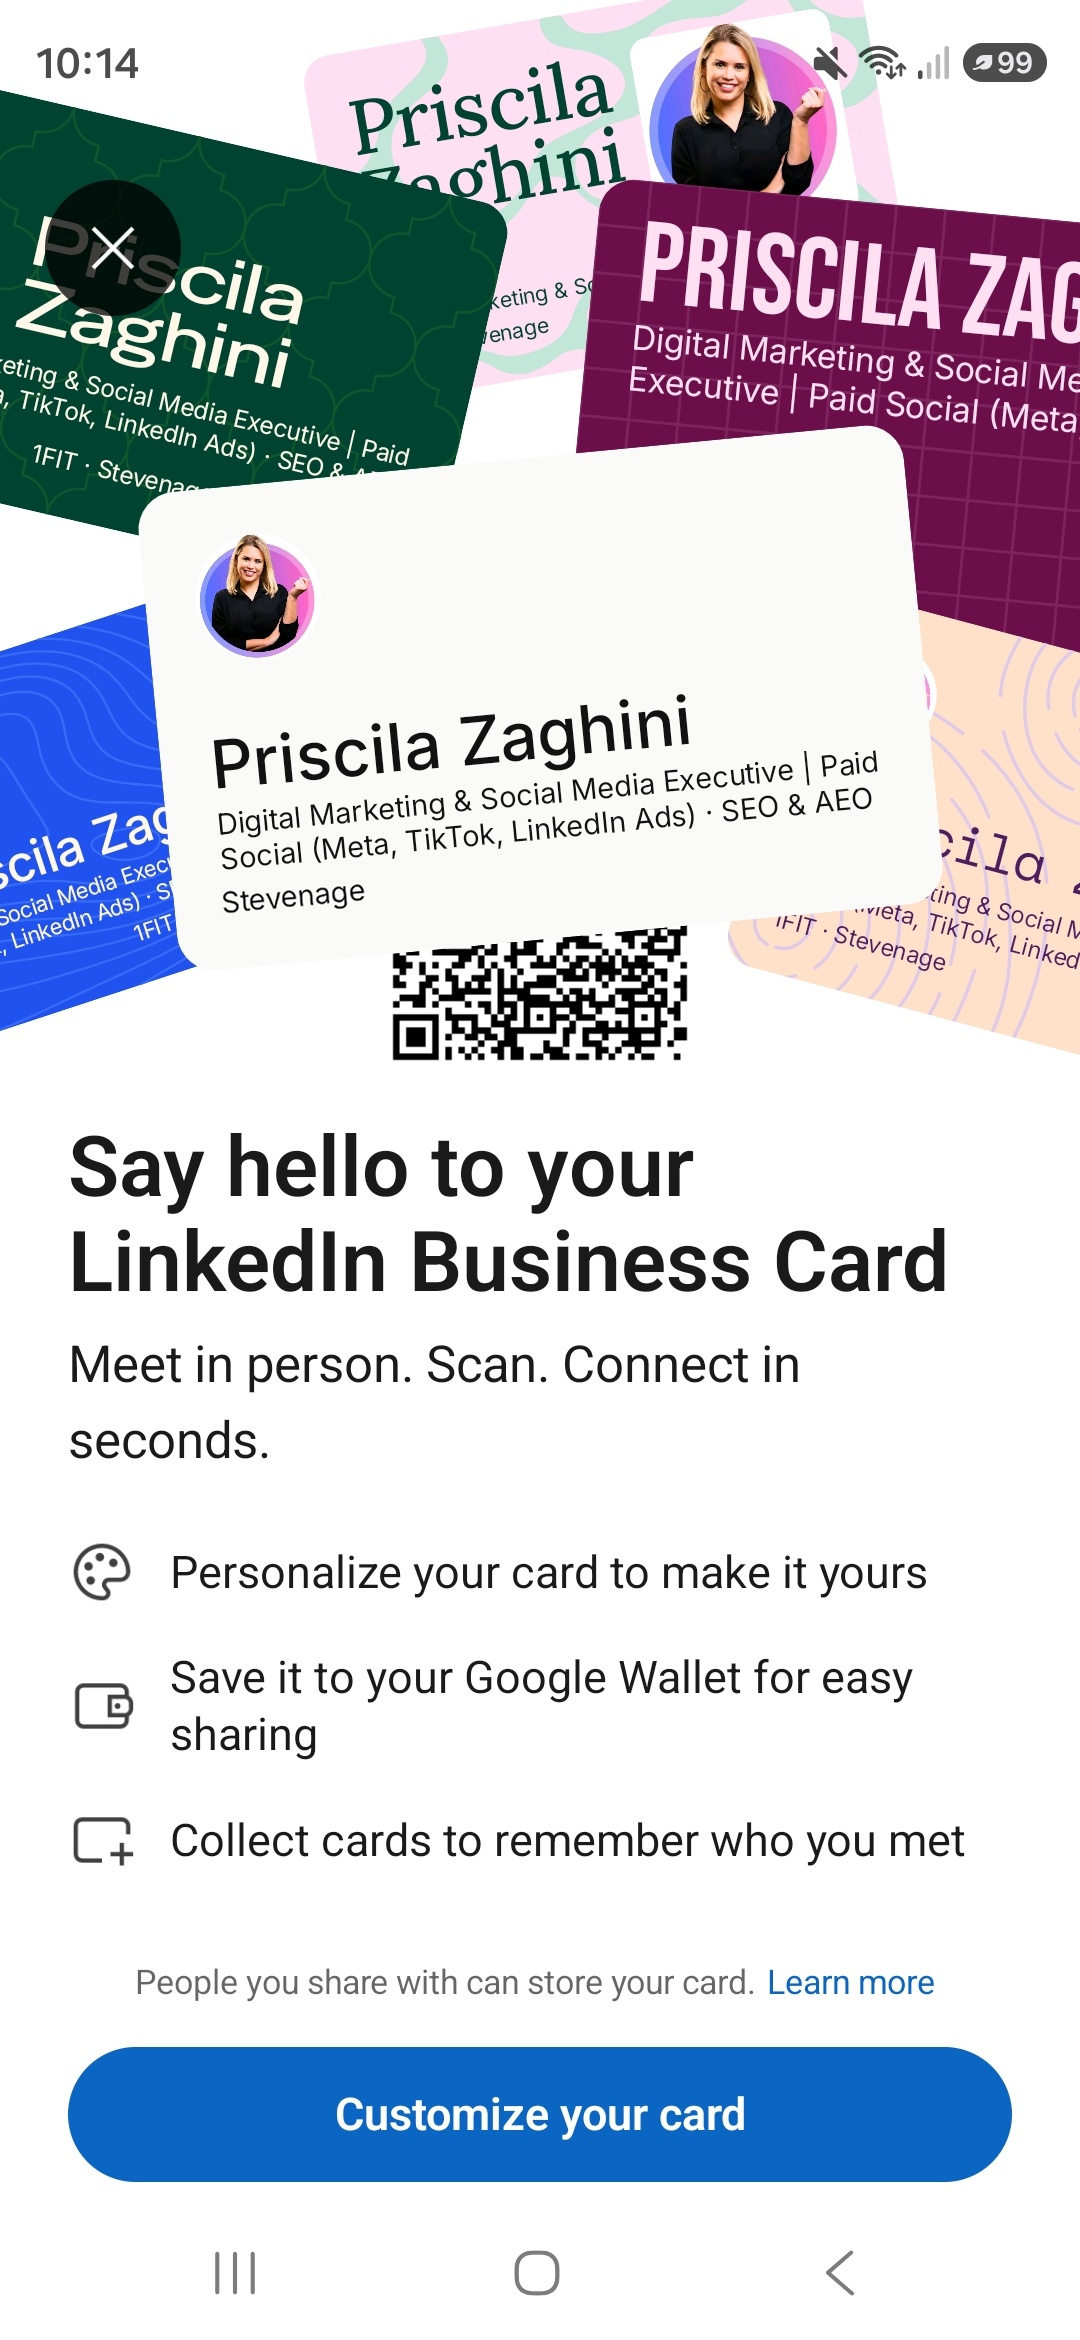 10:14
99
Priscila
Zaghini
keting & So
venage
Priscila
Zaghini
keting & Social Media Executive | Paid
a, TikTok, LinkedIn Ads) · SEO &
1FIT · Stevenag
PRISCILA ZAG
Digital Marketing & Social Me
Executive | Paid Social (Meta
Priscila Zaghini
Digital Marketing & Social Media Executive | Paid
Social (Meta, TikTok, LinkedIn Ads) · SEO & AEO
Stevenage
scila Zag
Social Media Execu
, LinkedIn Ads) · S
1FIT
cila
ting & Social M
(Meta, TikTok, Linked
1FIT · Stevenage
Say hello to your
LinkedIn Business Card
Meet in person. Scan. Connect in
seconds.
Personalize your card to make it yours
Save it to your Google Wallet for easy
sharing
Collect cards to remember who you met
People you share with can store your card. Learn more
Customize your card